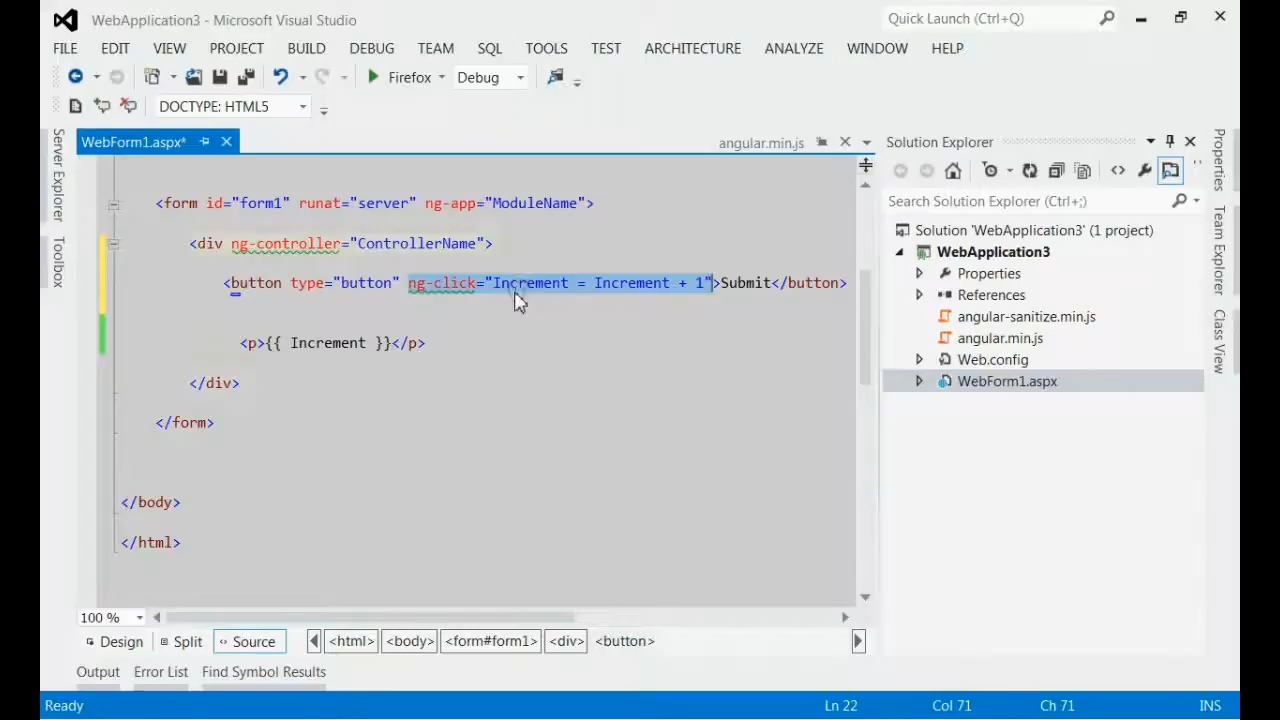 WebApplication3 - Microsoft Visual Studio
Quick Launch (Ctrl+Q)
FILE EDIT VIEW PROJECT BUILD DEBUG TEAM SQL TOOLS TEST ARCHITECTURE ANALYZE WINDOW HELP
Firefox Debug
DOCTYPE: HTML5
Server Explorer
Toolbox
WebForm1.aspx*
angular.min.js
<form id="form1" runat="server" ng-app="ModuleName">
<div ng-controller="ControllerName">
<button type="button" ng-click="Increment = Increment + 1">Submit</button>
<p>{{ Increment }}</p>
</div>
</form>
</body>
</html>
100 %
Design Split Source <html> <body> <form#form1> <div> <button>
Output Error List Find Symbol Results
Solution Explorer
Search Solution Explorer (Ctrl+;)
Solution 'WebApplication3' (1 project)
WebApplication3
Properties
References
angular-sanitize.min.js
angular.min.js
Web.config
WebForm1.aspx
Properties
Team Explorer
Class View
Ready Ln 22 Col 71 Ch 71 INS